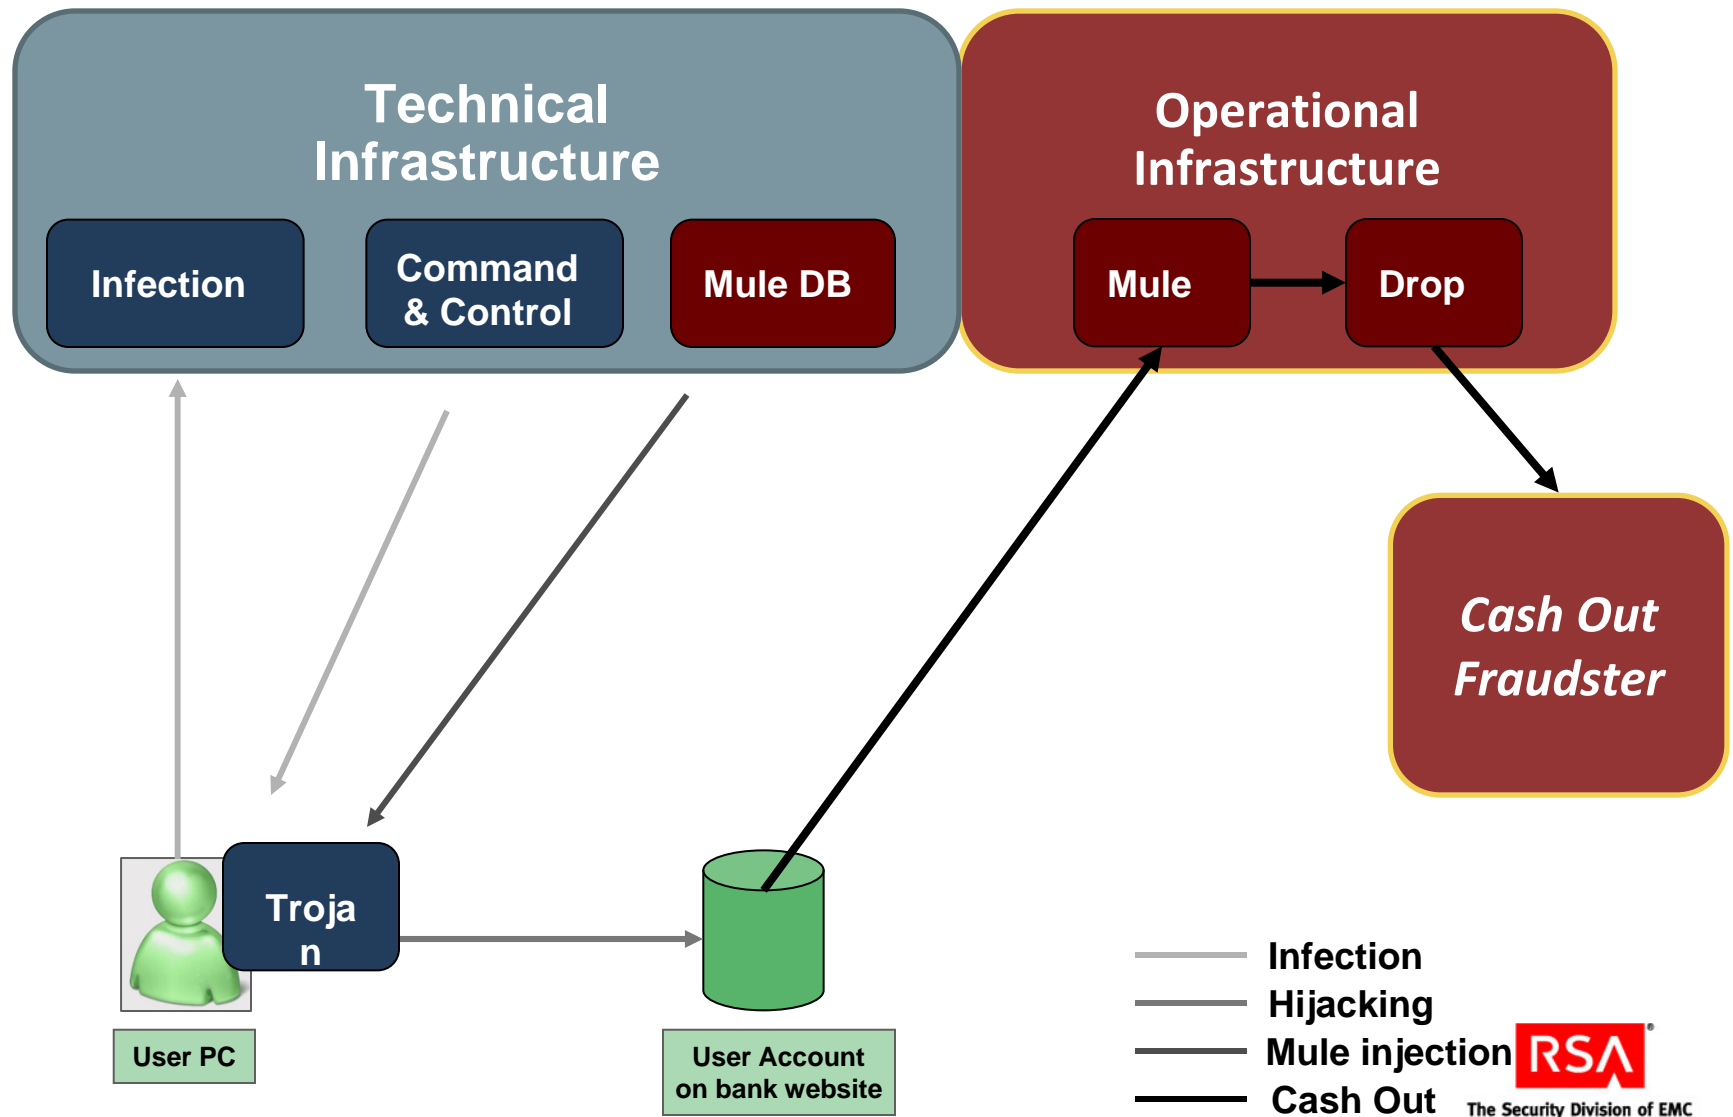 Technical
Infrastructure
Operational
Infrastructure
Infection
Command
& Control
Mule DB
Mule
Drop
Cash Out
Fraudster
Troja
n
User PC
User Account
on bank website
Infection
Hijacking
Mule injection
Cash Out
RSA®
The Security Division of EMC